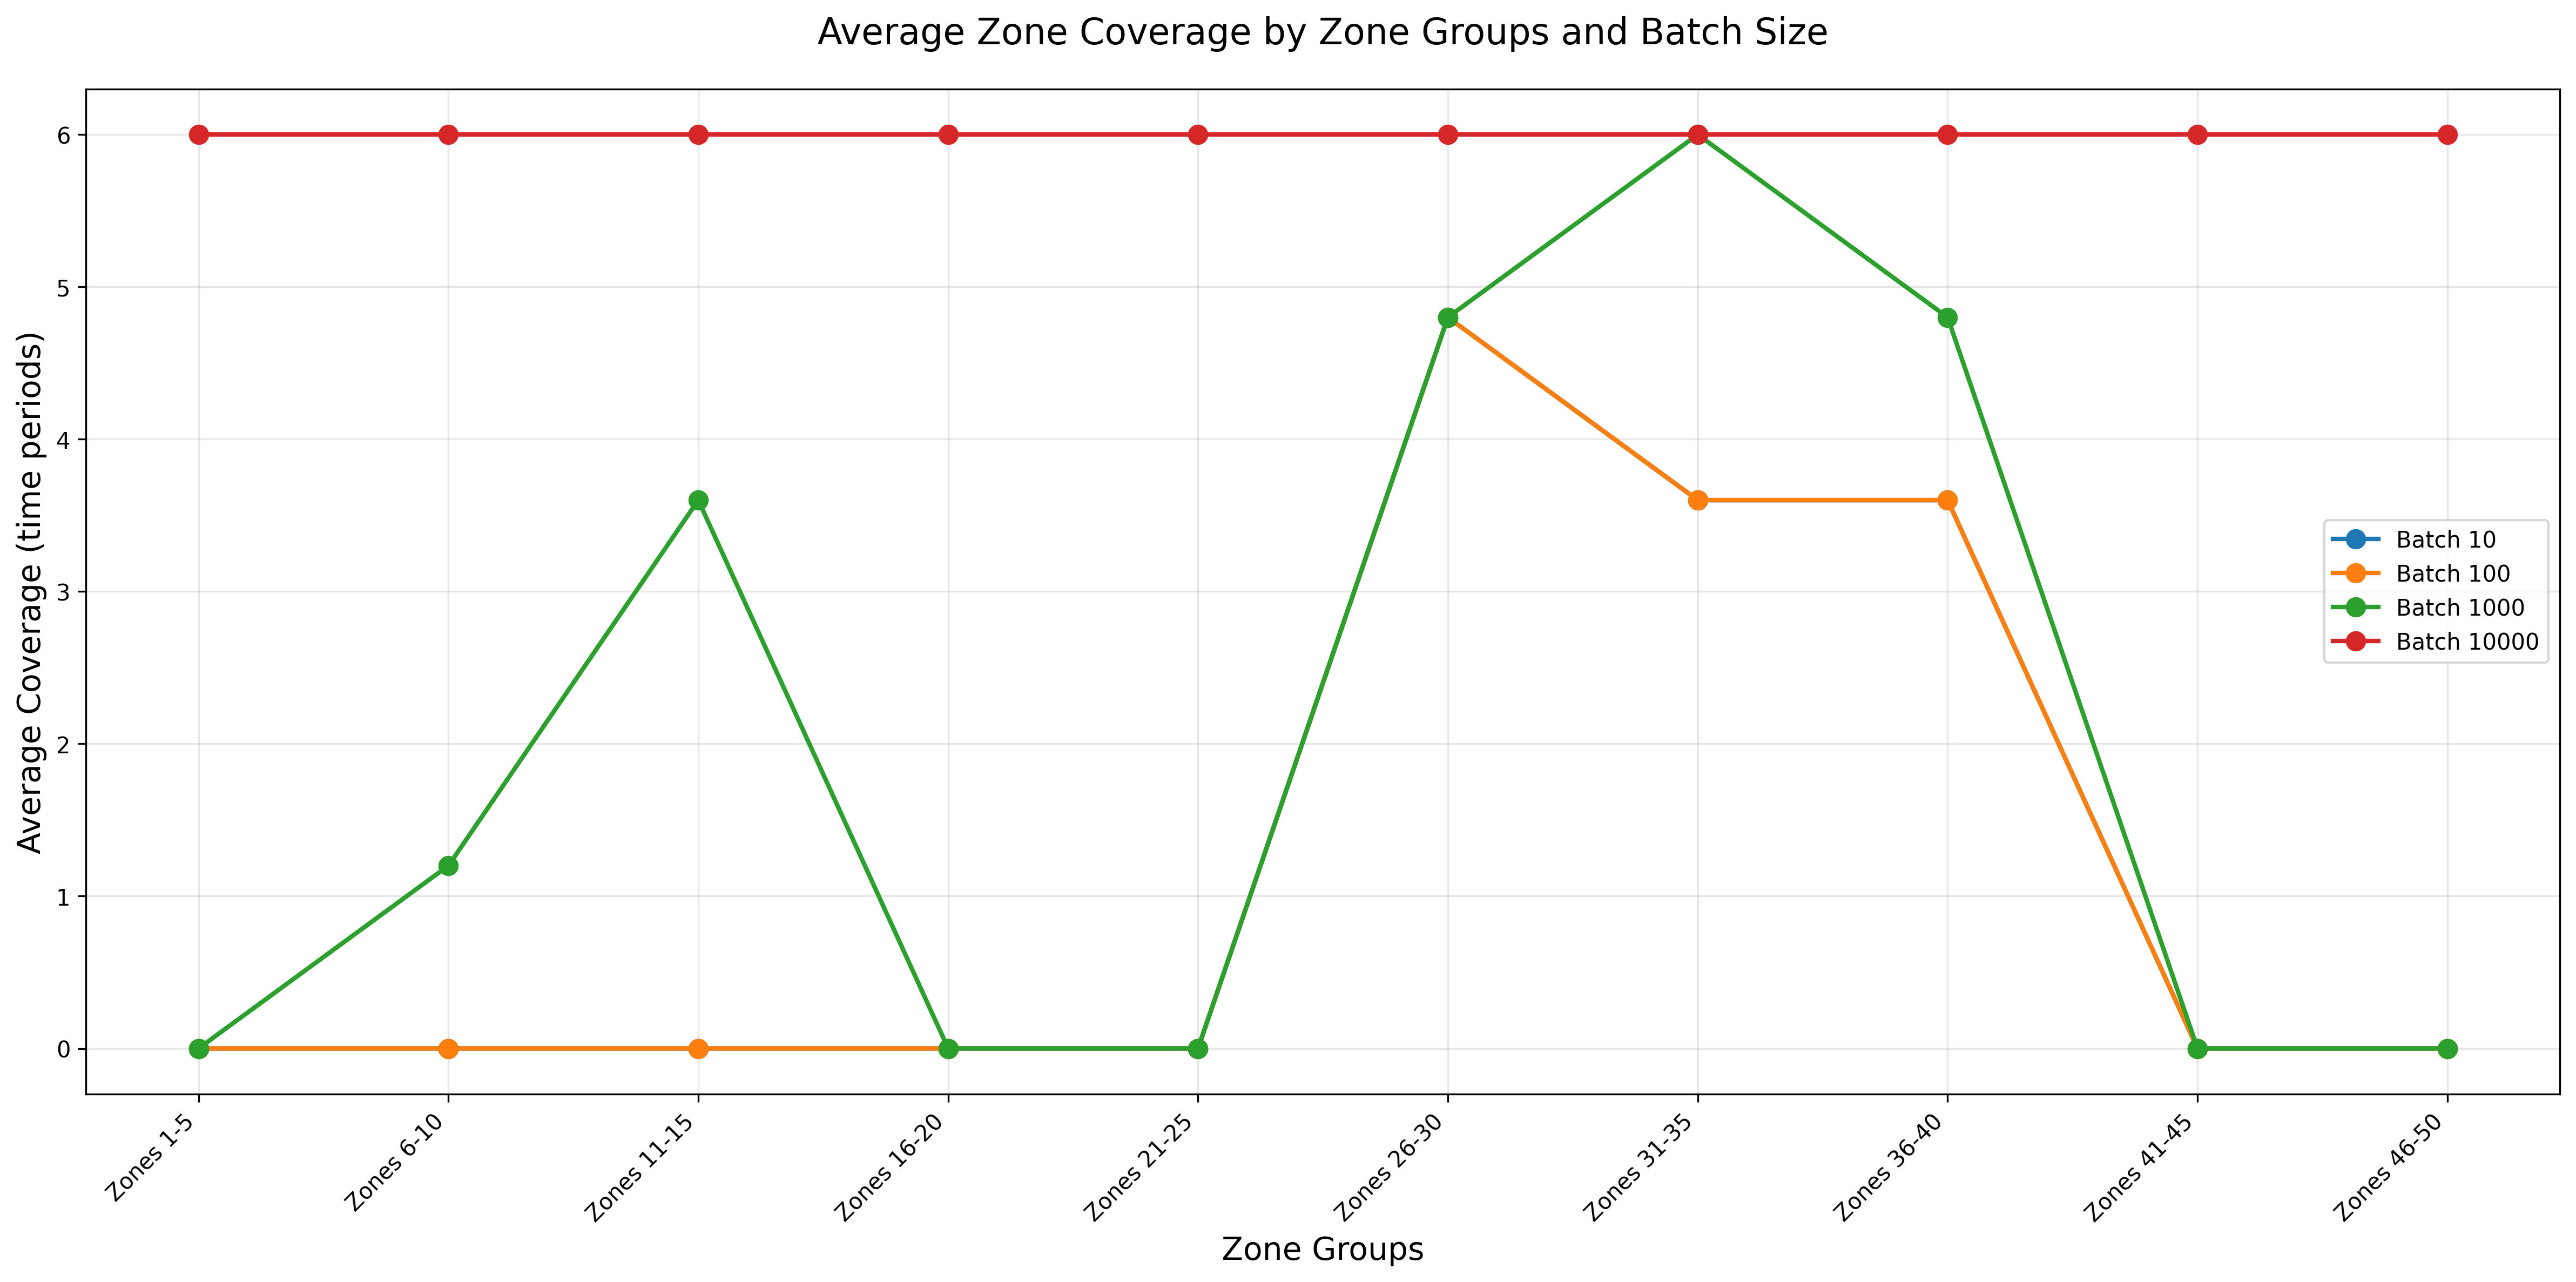 Average Zone Coverage by Zone Groups and Batch Size
Average Coverage (time periods)
6
5
4
3
2
1
0
Batch 10
Batch 100
Batch 1000
Batch 10000
Zones 1-5
Zones 6-10
Zones 11-15
Zones 16-20
Zones 21-25
Zones 26-30
Zones 31-35
Zones 36-40
Zones 41-45
Zones 46-50
Zone Groups